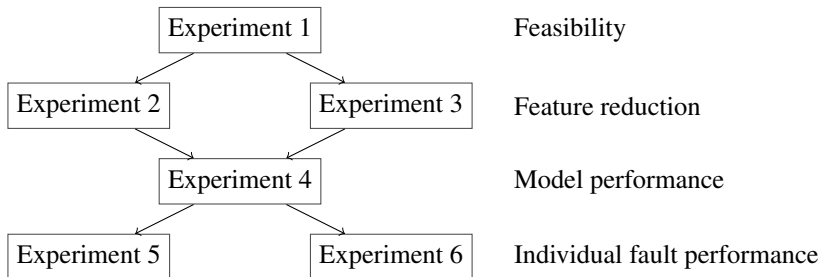 Experiment 1 Feasibility
Experiment 2 Experiment 3 Feature reduction
Experiment 4 Model performance
Experiment 5 Experiment 6 Individual fault performance